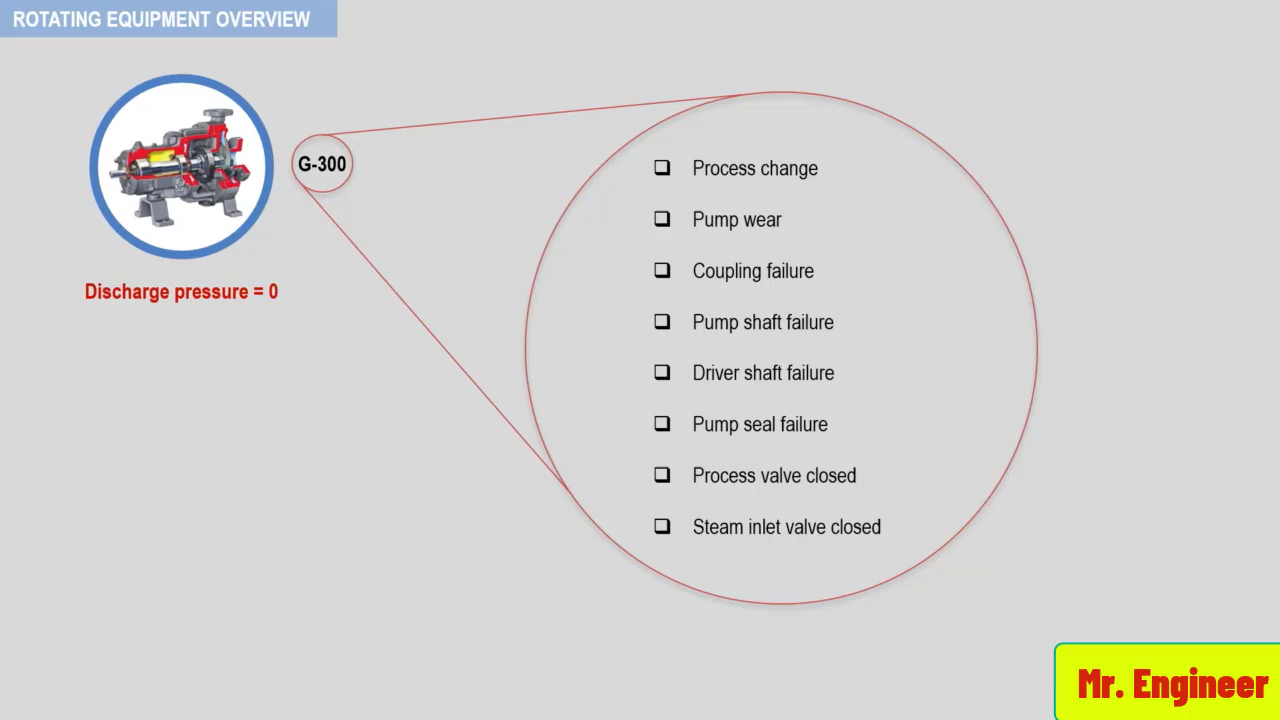 ROTATING EQUIPMENT OVERVIEW
G-300
Discharge pressure = 0
Process change
Pump wear
Coupling failure
Pump shaft failure
Driver shaft failure
Pump seal failure
Process valve closed
Steam inlet valve closed
Mr. Engineer